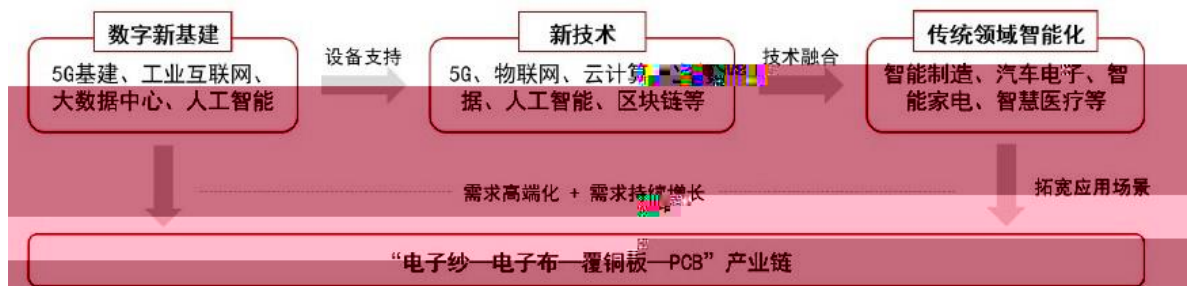 数字新基建
5G基建、工业互联网、
大数据中心、人工智能
设备支持
新技术
5G、物联网、云计算
据、人工智能、区块链等
技术融合
传统领域智能化
智能制造、汽车电子、智
能家电、智慧医疗等
需求高端化 + 需求持续增长
拓宽应用场景
“电子纱—电子布—覆铜板—PCB”产业链